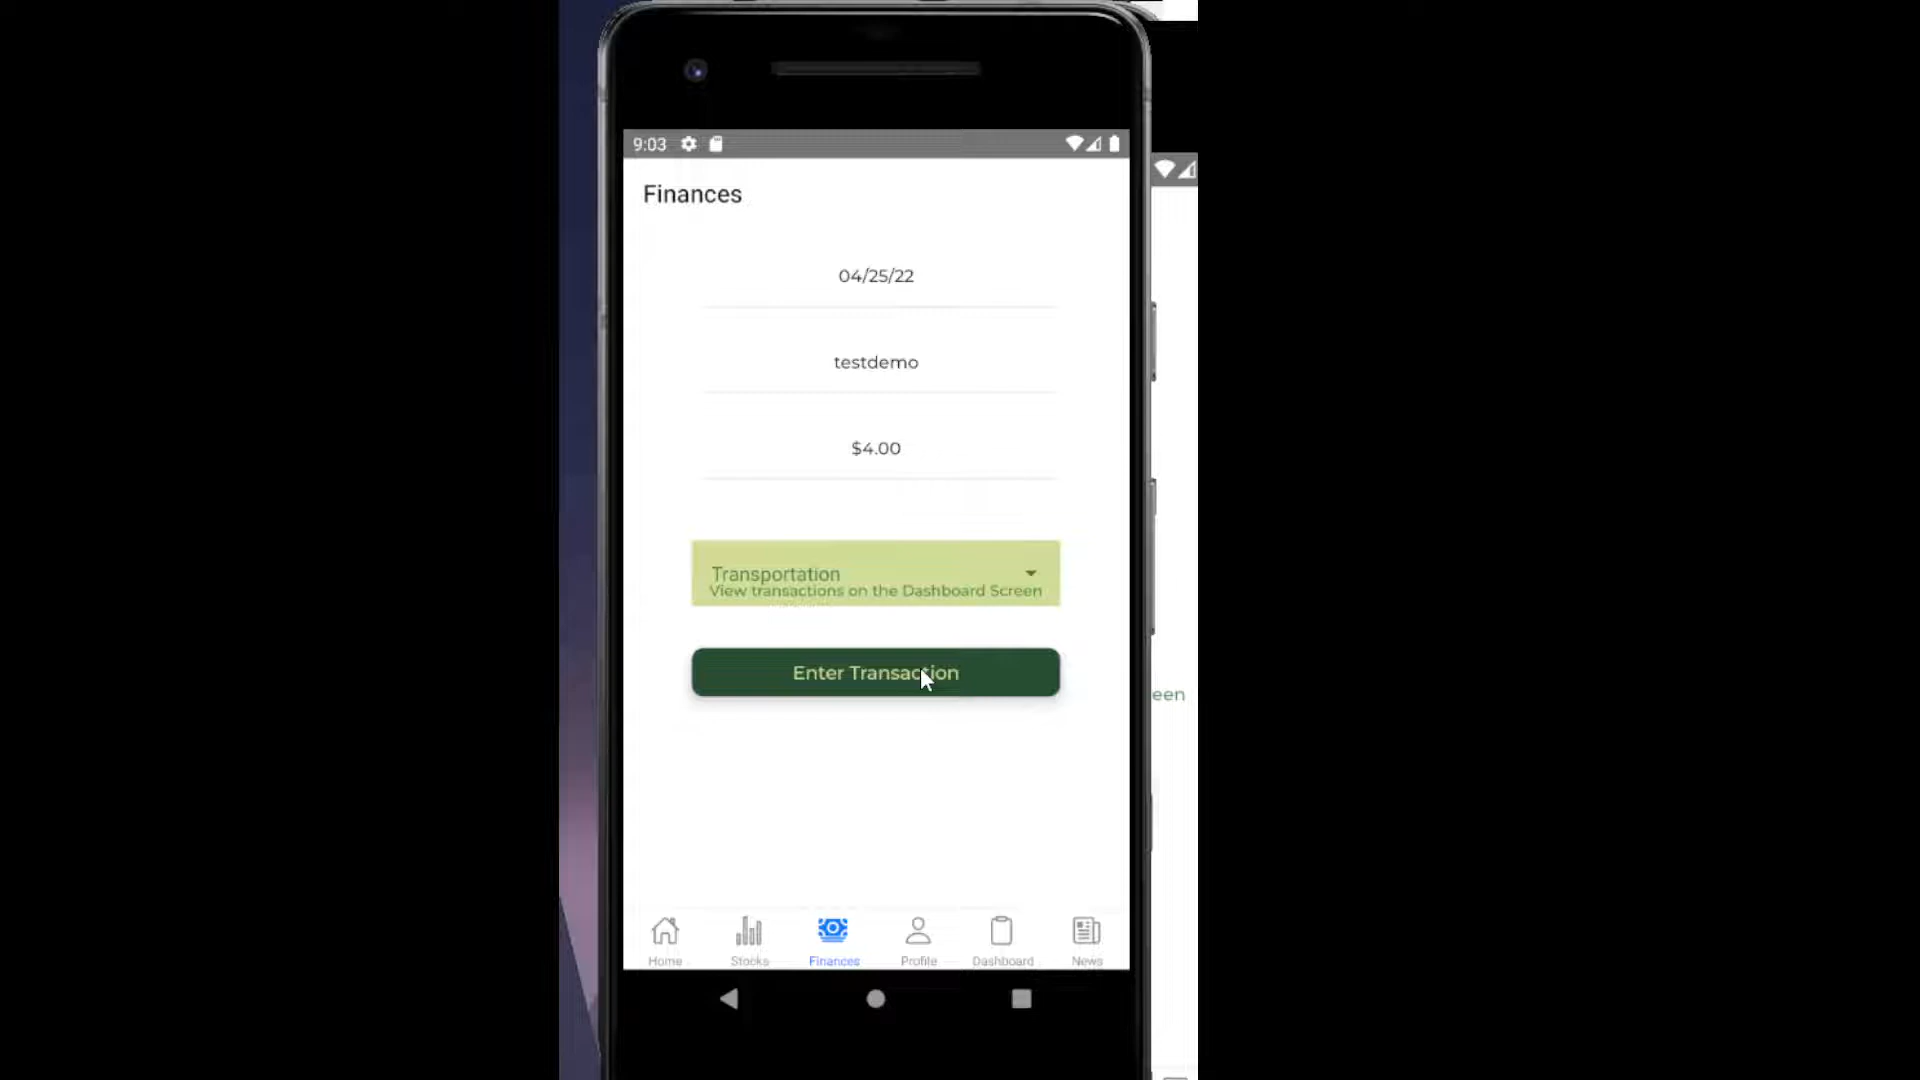 9:03
Finances
04/25/22
testdemo
$4.00
Transportation
View transactions on the Dashboard Screen
Enter Transaction
een
Home
Stocks
Finances
Profile
Dashboard
News